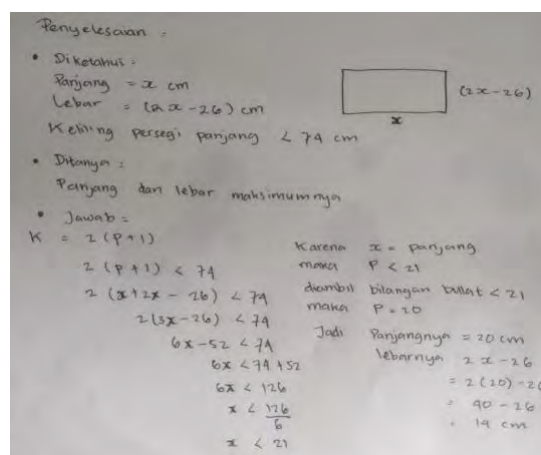 Penyelesaian :
• Diketahui :
Panjang = x cm
Lebar = (2x - 26) cm
Keliling persegi panjang < 74 cm
(2x - 26)
x
• Ditanya :
Panjang dan lebar maksimumnya
• Jawab =
K = 2 (P+l)
2 (P+l) < 74
2 (x+2x - 26) < 74
2(3x-26) < 74
6x-52 < 74
6x < 74 + 52
6x < 126
x < 126/6
x < 21
Karena x = panjang
maka P < 21
diambil bilangan bulat < 21
maka P = 20
Jadi Panjangnya = 20 cm
lebarnya 2x-26
= 2(20) - 26
= 40 - 26
= 14 cm